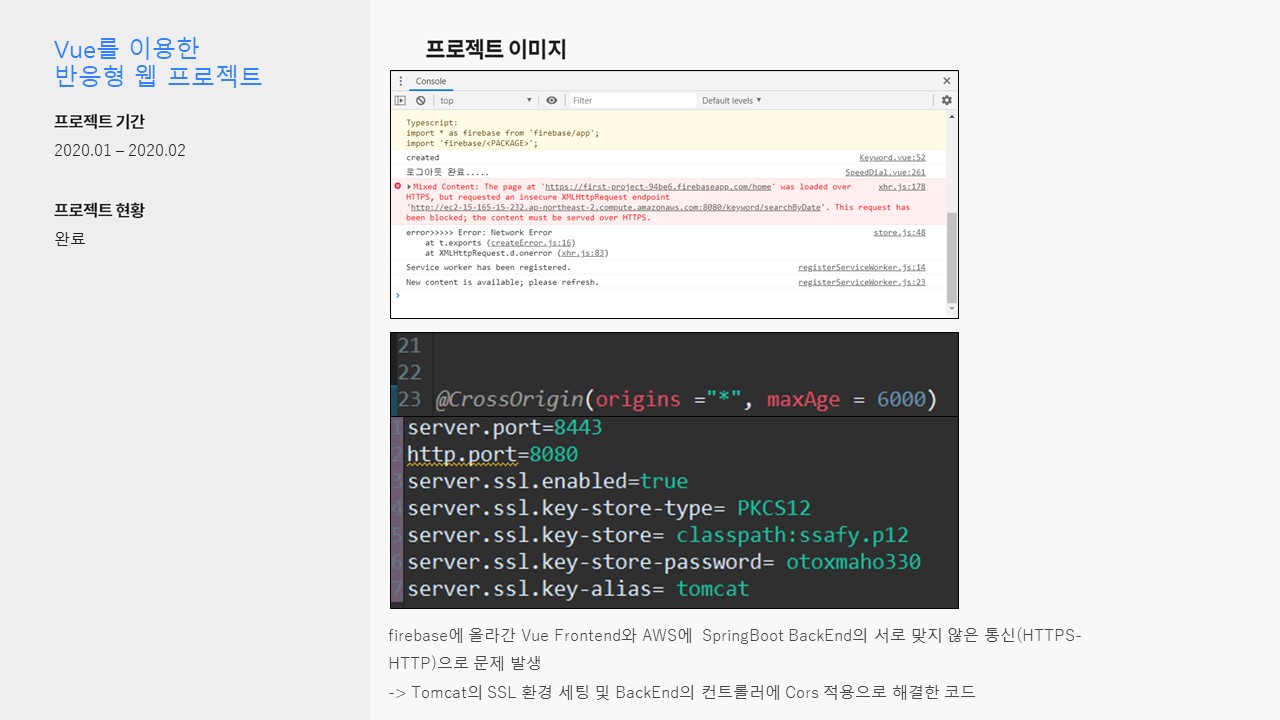 Vue를 이용한
반응형 웹 프로젝트
프로젝트 기간
2020.01 – 2020.02
프로젝트 현황
완료
프로젝트 이미지
Console
top Filter Default levels
Typescript:
import * as firebase from 'firebase/app';
import 'firebase/<PACKAGE>';
created Keyword.vue:52
로그아웃 완료..... SpeedDial.vue:261
Mixed Content: The page at 'https://first-project-94be6.firebaseapp.com/home' was loaded over xhr.js:178
HTTPS, but requested an insecure XMLHttpRequest endpoint
'http://ec2-15-165-15-232.ap-northeast-2.compute.amazonaws.com:8080/keyword/searchByDate'. This request has
been blocked; the content must be served over HTTPS.
error>>>>> Error: Network Error store.js:48
at t.exports (createError.js:16)
at XMLHttpRequest.d.onerror (xhr.js:83)
Service worker has been registered. registerServiceWorker.js:14
New content is available; please refresh. registerServiceWorker.js:23
21
22
23 @CrossOrigin(origins ="*", maxAge = 6000)
1 server.port=8443
2 http.port=8080
3 server.ssl.enabled=true
4 server.ssl.key-store-type= PKCS12
5 server.ssl.key-store= classpath:ssafy.p12
6 server.ssl.key-store-password= otoxmaho330
7 server.ssl.key-alias= tomcat
firebase에 올라간 Vue Frontend와 AWS에 SpringBoot BackEnd의 서로 맞지 않은 통신(HTTPS-
HTTP)으로 문제 발생
-> Tomcat의 SSL 환경 세팅 및 BackEnd의 컨트롤러에 Cors 적용으로 해결한 코드